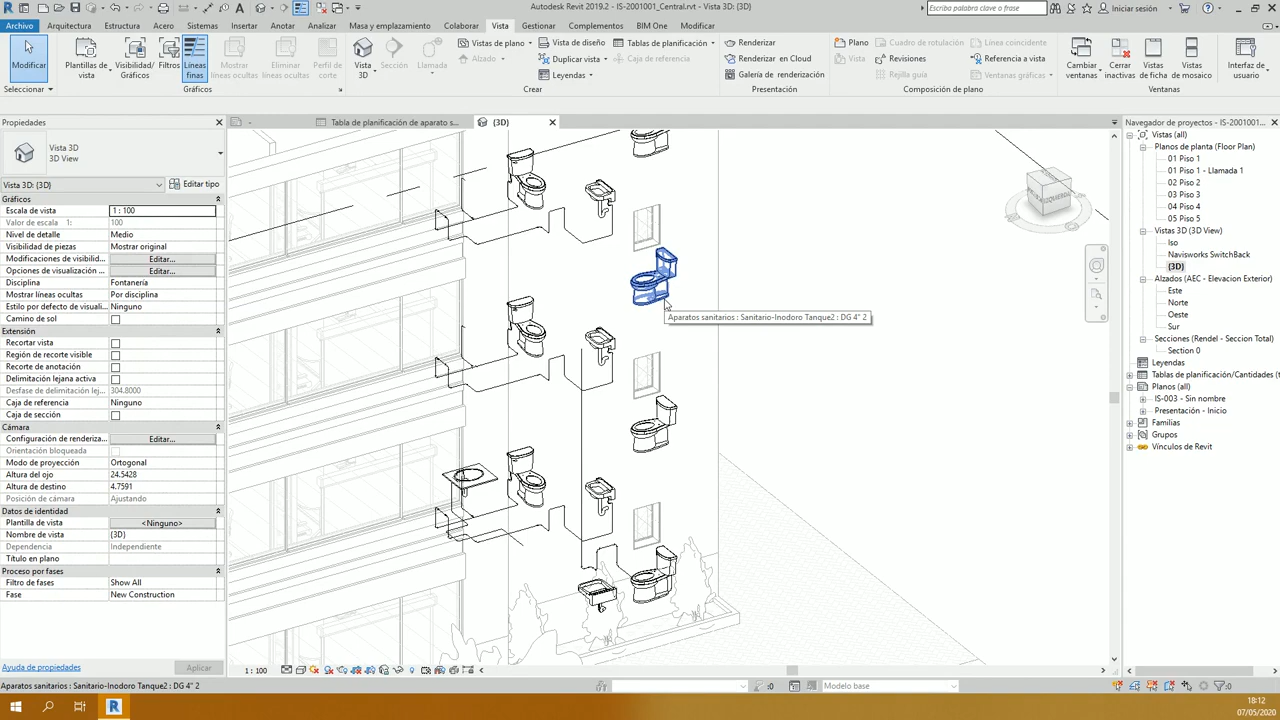 Autodesk Revit 2019.2 - IS-2001001_Central.rvt - Vista 3D: {3D}
Escriba palabra clave o frase
Iniciar sesión
Archivo Arquitectura Estructura Acero Sistemas Insertar Anotar Analizar Masa y emplazamiento Colaborar Vista Gestionar Complementos BIM One Modificar
Modificar
Plantillas de vista
Visibilidad/ Gráficos
Filtros
Líneas finas
Mostrar líneas ocultas
Eliminar líneas ocultas
Perfil de corte
Vista 3D
Sección
Llamada
Vistas de plano
Alzado
Vista de diseño
Duplicar vista
Leyendas
Tablas de planificación
Caja de referencia
Renderizar
Renderizar en Cloud
Galería de renderización
Plano
Vista
Cuadro de rotulación
Revisiones
Rejilla guía
Línea coincidente
Referencia a vista
Ventanas gráficas
Cambiar ventanas
Cerrar inactivas
Vistas de ficha
Vistas de mosaico
Interfaz de usuario
Seleccionar Gráficos Crear Presentación Composición de plano Ventanas
Propiedades
Vista 3D
3D View
Vista 3D: {3D} Editar tipo
Gráficos
Escala de vista 1 : 100
Valor de escala 1: 100
Nivel de detalle Medio
Visibilidad de piezas Mostrar original
Modificaciones de visibilid... Editar...
Opciones de visualización ... Editar...
Disciplina Fontanería
Mostrar líneas ocultas Por disciplina
Estilo por defecto de visuali... Ninguno
Camino de sol
Extensión
Recortar vista
Región de recorte visible
Recorte de anotación
Delimitación lejana activa
Desfase de delimitación lej... 304.8000
Caja de referencia Ninguno
Caja de sección
Cámara
Configuración de renderiza... Editar...
Orientación bloqueada
Modo de proyección Ortogonal
Altura del ojo 24.5428
Altura de destino 4.7591
Posición de cámara Ajustando
Datos de identidad
Plantilla de vista <Ninguno>
Nombre de vista {3D}
Dependencia Independiente
Título en plano
Proceso por fases
Filtro de fases Show All
Fase New Construction
Ayuda de propiedades Aplicar
Tabla de planificación de aparato s... {3D}
Aparatos sanitarios : Sanitario-Inodoro Tanque2 : DG 4" 2
1 : 100
Navegador de proyectos - IS-2001001...
Vistas (all)
Planos de planta (Floor Plan)
01 Piso 1
01 Piso 1 - Llamada 1
02 Piso 2
03 Piso 3
04 Piso 4
05 Piso 5
Vistas 3D (3D View)
Iso
Navisworks SwitchBack
{3D}
Alzados (AEC - Elevacion Exterior)
Este
Norte
Oeste
Sur
Secciones (Rendel - Seccion Total)
Section 0
Leyendas
Tablas de planificación/Cantidades (t
Planos (all)
IS-003 - Sin nombre
Presentación - Inicio
Familias
Grupos
Vínculos de Revit
Aparatos sanitarios : Sanitario-Inodoro Tanque2 : DG 4" 2
:0
Modelo base
:0
18:12
07/05/2020